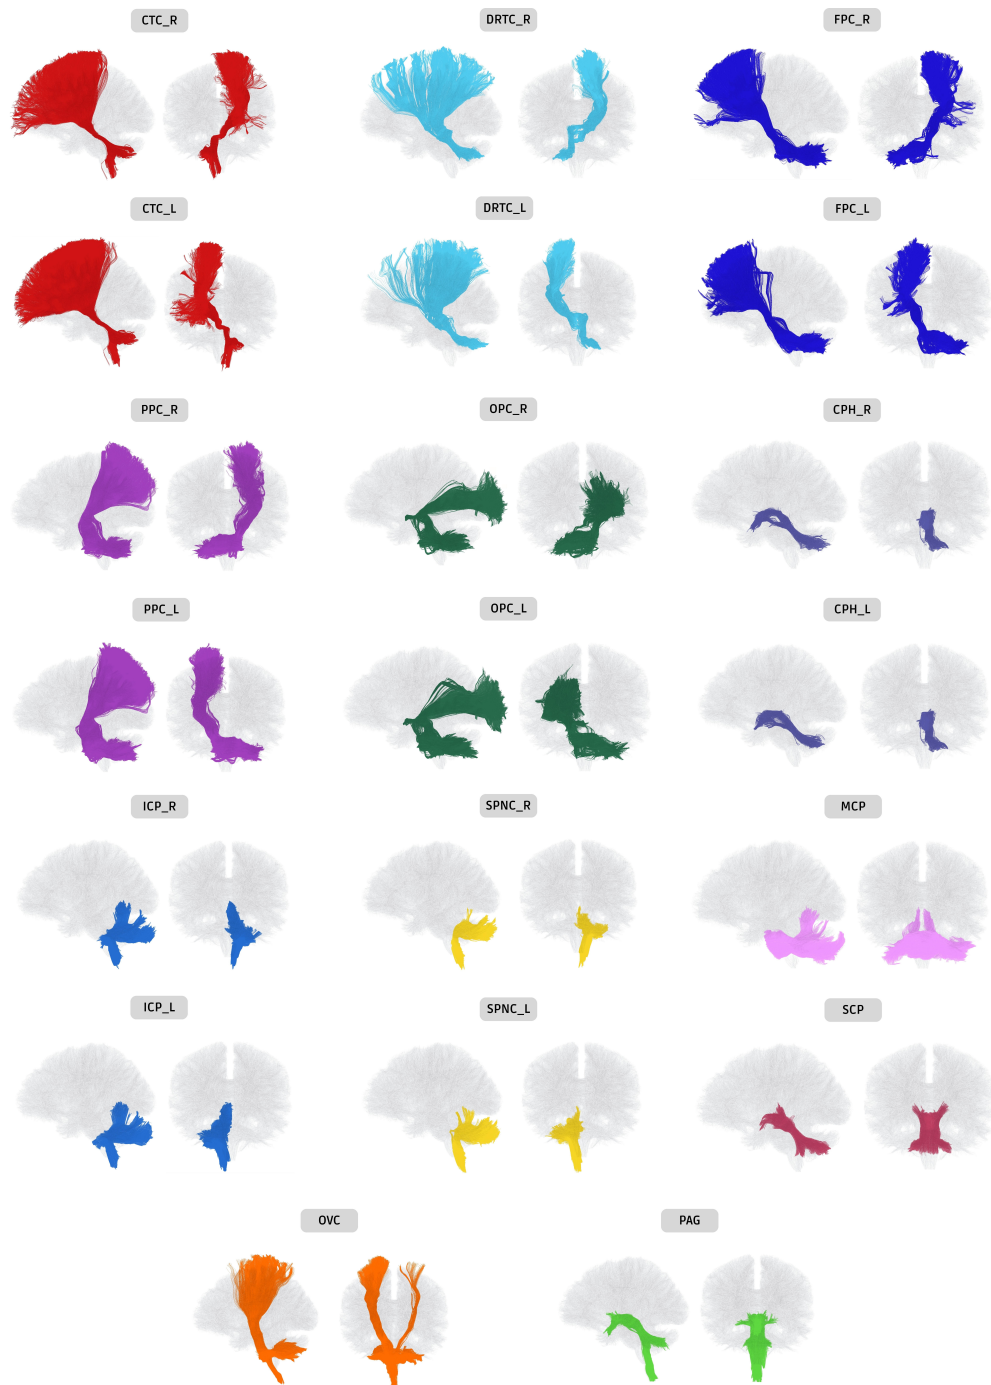 CTC_R
DRTC_R
FPC_R
CTC_L
DRTC_L
FPC_L
PPC_R
OPC_R
CPH_R
PPC_L
OPC_L
CPH_L
ICP_R
SPNC_R
MCP
ICP_L
SPNC_L
SCP
OVC
PAG